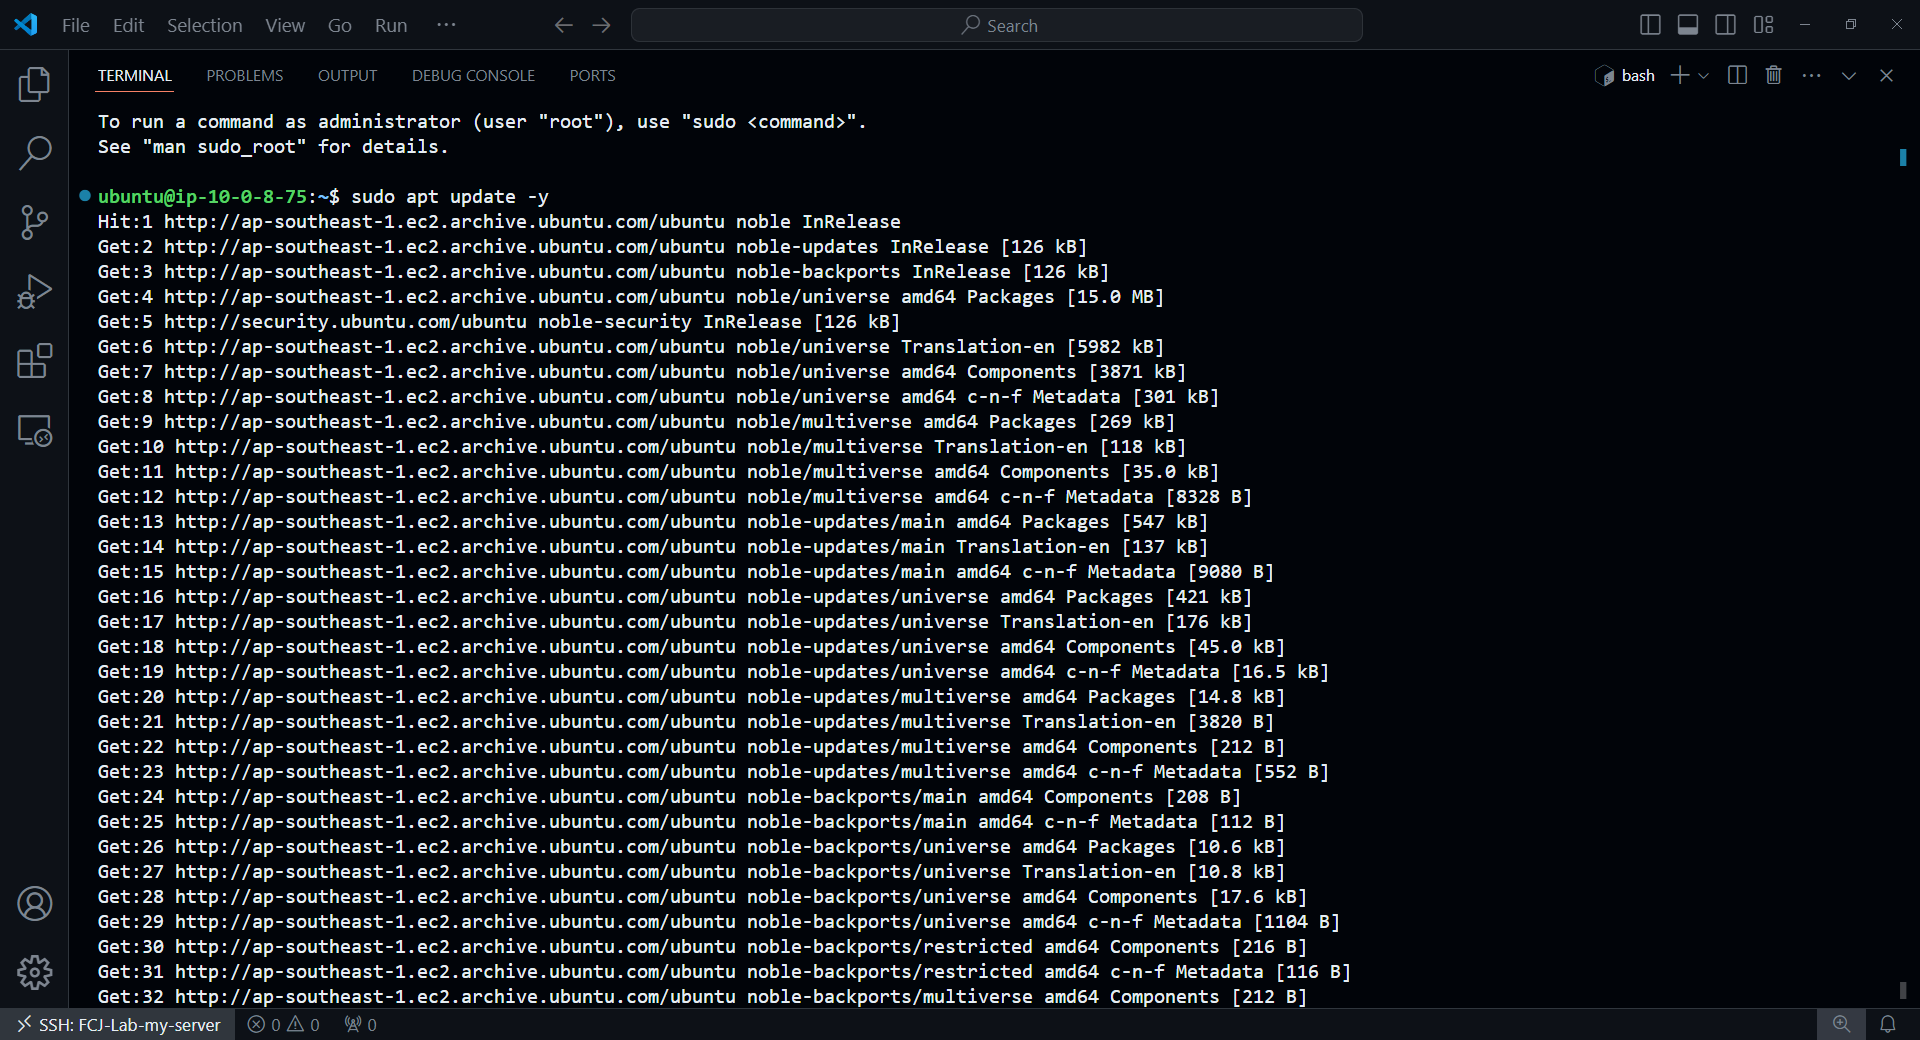 File Edit Selection View Go Run ··· Search
TERMINAL PROBLEMS OUTPUT DEBUG CONSOLE PORTS bash
To run a command as administrator (user "root"), use "sudo <command>".
See "man sudo_root" for details.
ubuntu@ip-10-0-8-75:~$ sudo apt update -y
Hit:1 http://ap-southeast-1.ec2.archive.ubuntu.com/ubuntu noble InRelease
Get:2 http://ap-southeast-1.ec2.archive.ubuntu.com/ubuntu noble-updates InRelease [126 kB]
Get:3 http://ap-southeast-1.ec2.archive.ubuntu.com/ubuntu noble-backports InRelease [126 kB]
Get:4 http://ap-southeast-1.ec2.archive.ubuntu.com/ubuntu noble/universe amd64 Packages [15.0 MB]
Get:5 http://security.ubuntu.com/ubuntu noble-security InRelease [126 kB]
Get:6 http://ap-southeast-1.ec2.archive.ubuntu.com/ubuntu noble/universe Translation-en [5982 kB]
Get:7 http://ap-southeast-1.ec2.archive.ubuntu.com/ubuntu noble/universe amd64 Components [3871 kB]
Get:8 http://ap-southeast-1.ec2.archive.ubuntu.com/ubuntu noble/universe amd64 c-n-f Metadata [301 kB]
Get:9 http://ap-southeast-1.ec2.archive.ubuntu.com/ubuntu noble/multiverse amd64 Packages [269 kB]
Get:10 http://ap-southeast-1.ec2.archive.ubuntu.com/ubuntu noble/multiverse Translation-en [118 kB]
Get:11 http://ap-southeast-1.ec2.archive.ubuntu.com/ubuntu noble/multiverse amd64 Components [35.0 kB]
Get:12 http://ap-southeast-1.ec2.archive.ubuntu.com/ubuntu noble/multiverse amd64 c-n-f Metadata [8328 B]
Get:13 http://ap-southeast-1.ec2.archive.ubuntu.com/ubuntu noble-updates/main amd64 Packages [547 kB]
Get:14 http://ap-southeast-1.ec2.archive.ubuntu.com/ubuntu noble-updates/main Translation-en [137 kB]
Get:15 http://ap-southeast-1.ec2.archive.ubuntu.com/ubuntu noble-updates/main amd64 c-n-f Metadata [9080 B]
Get:16 http://ap-southeast-1.ec2.archive.ubuntu.com/ubuntu noble-updates/universe amd64 Packages [421 kB]
Get:17 http://ap-southeast-1.ec2.archive.ubuntu.com/ubuntu noble-updates/universe Translation-en [176 kB]
Get:18 http://ap-southeast-1.ec2.archive.ubuntu.com/ubuntu noble-updates/universe amd64 Components [45.0 kB]
Get:19 http://ap-southeast-1.ec2.archive.ubuntu.com/ubuntu noble-updates/universe amd64 c-n-f Metadata [16.5 kB]
Get:20 http://ap-southeast-1.ec2.archive.ubuntu.com/ubuntu noble-updates/multiverse amd64 Packages [14.8 kB]
Get:21 http://ap-southeast-1.ec2.archive.ubuntu.com/ubuntu noble-updates/multiverse Translation-en [3820 B]
Get:22 http://ap-southeast-1.ec2.archive.ubuntu.com/ubuntu noble-updates/multiverse amd64 Components [212 B]
Get:23 http://ap-southeast-1.ec2.archive.ubuntu.com/ubuntu noble-updates/multiverse amd64 c-n-f Metadata [552 B]
Get:24 http://ap-southeast-1.ec2.archive.ubuntu.com/ubuntu noble-backports/main amd64 Components [208 B]
Get:25 http://ap-southeast-1.ec2.archive.ubuntu.com/ubuntu noble-backports/main amd64 c-n-f Metadata [112 B]
Get:26 http://ap-southeast-1.ec2.archive.ubuntu.com/ubuntu noble-backports/universe amd64 Packages [10.6 kB]
Get:27 http://ap-southeast-1.ec2.archive.ubuntu.com/ubuntu noble-backports/universe Translation-en [10.8 kB]
Get:28 http://ap-southeast-1.ec2.archive.ubuntu.com/ubuntu noble-backports/universe amd64 Components [17.6 kB]
Get:29 http://ap-southeast-1.ec2.archive.ubuntu.com/ubuntu noble-backports/universe amd64 c-n-f Metadata [1104 B]
Get:30 http://ap-southeast-1.ec2.archive.ubuntu.com/ubuntu noble-backports/restricted amd64 Components [216 B]
Get:31 http://ap-southeast-1.ec2.archive.ubuntu.com/ubuntu noble-backports/restricted amd64 c-n-f Metadata [116 B]
Get:32 http://ap-southeast-1.ec2.archive.ubuntu.com/ubuntu noble-backports/multiverse amd64 Components [212 B]
SSH: FCJ-Lab-my-server 0 0 0